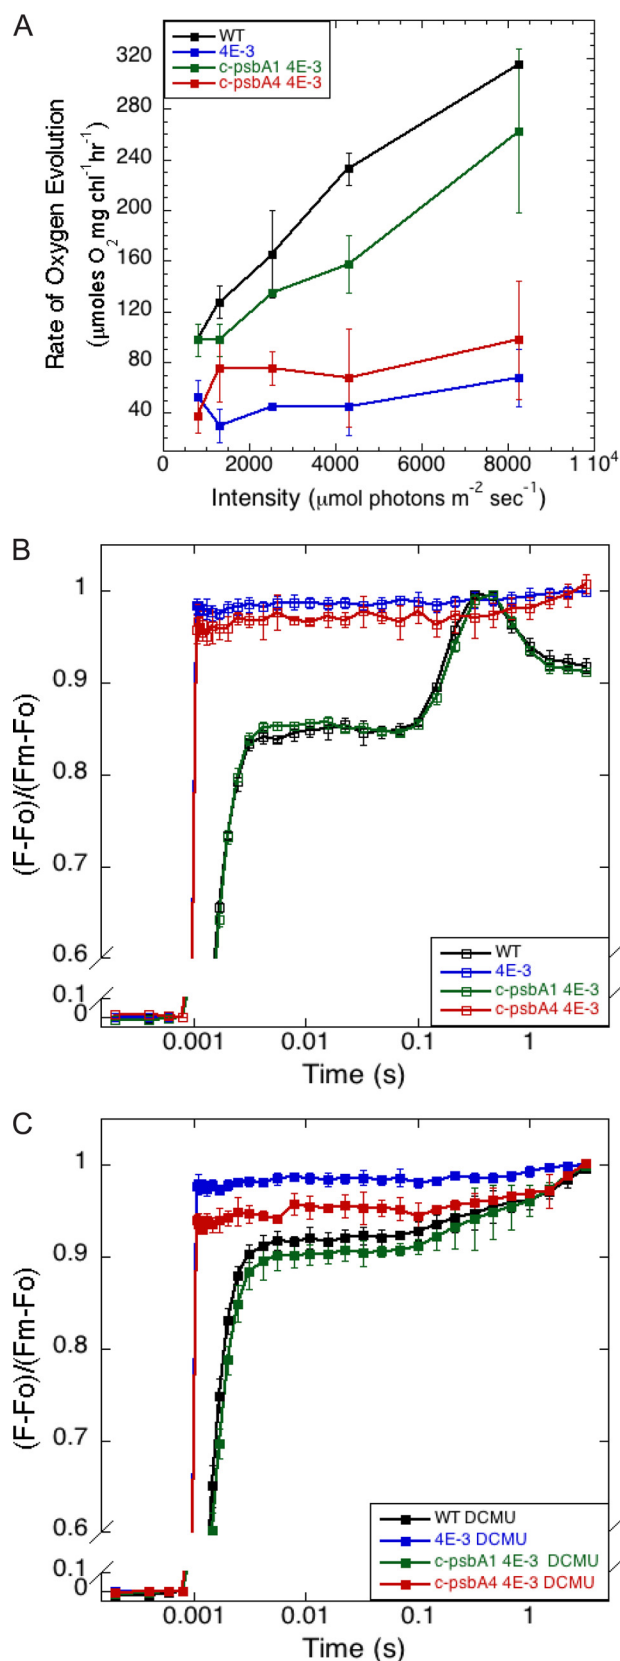 A
WT
4E-3
c-psbA1 4E-3
c-psbA4 4E-3
320
280
240
200
160
120
80
40
Rate of Oxygen Evolution
(μmoles O2 mg chl-1hr-1)
0 2000 4000 6000 8000 1 10^4
Intensity (μmol photons m-2 sec-1)
B
1
0.9
0.8
0.7
0.6
0.1
0
(F-Fo)/(Fm-Fo)
WT
4E-3
c-psbA1 4E-3
c-psbA4 4E-3
0.001 0.01 0.1 1
Time (s)
C
1
0.9
0.8
0.7
0.6
0.1
0
(F-Fo)/(Fm-Fo)
WT DCMU
4E-3 DCMU
c-psbA1 4E-3 DCMU
c-psbA4 4E-3 DCMU
0.001 0.01 0.1 1
Time (s)